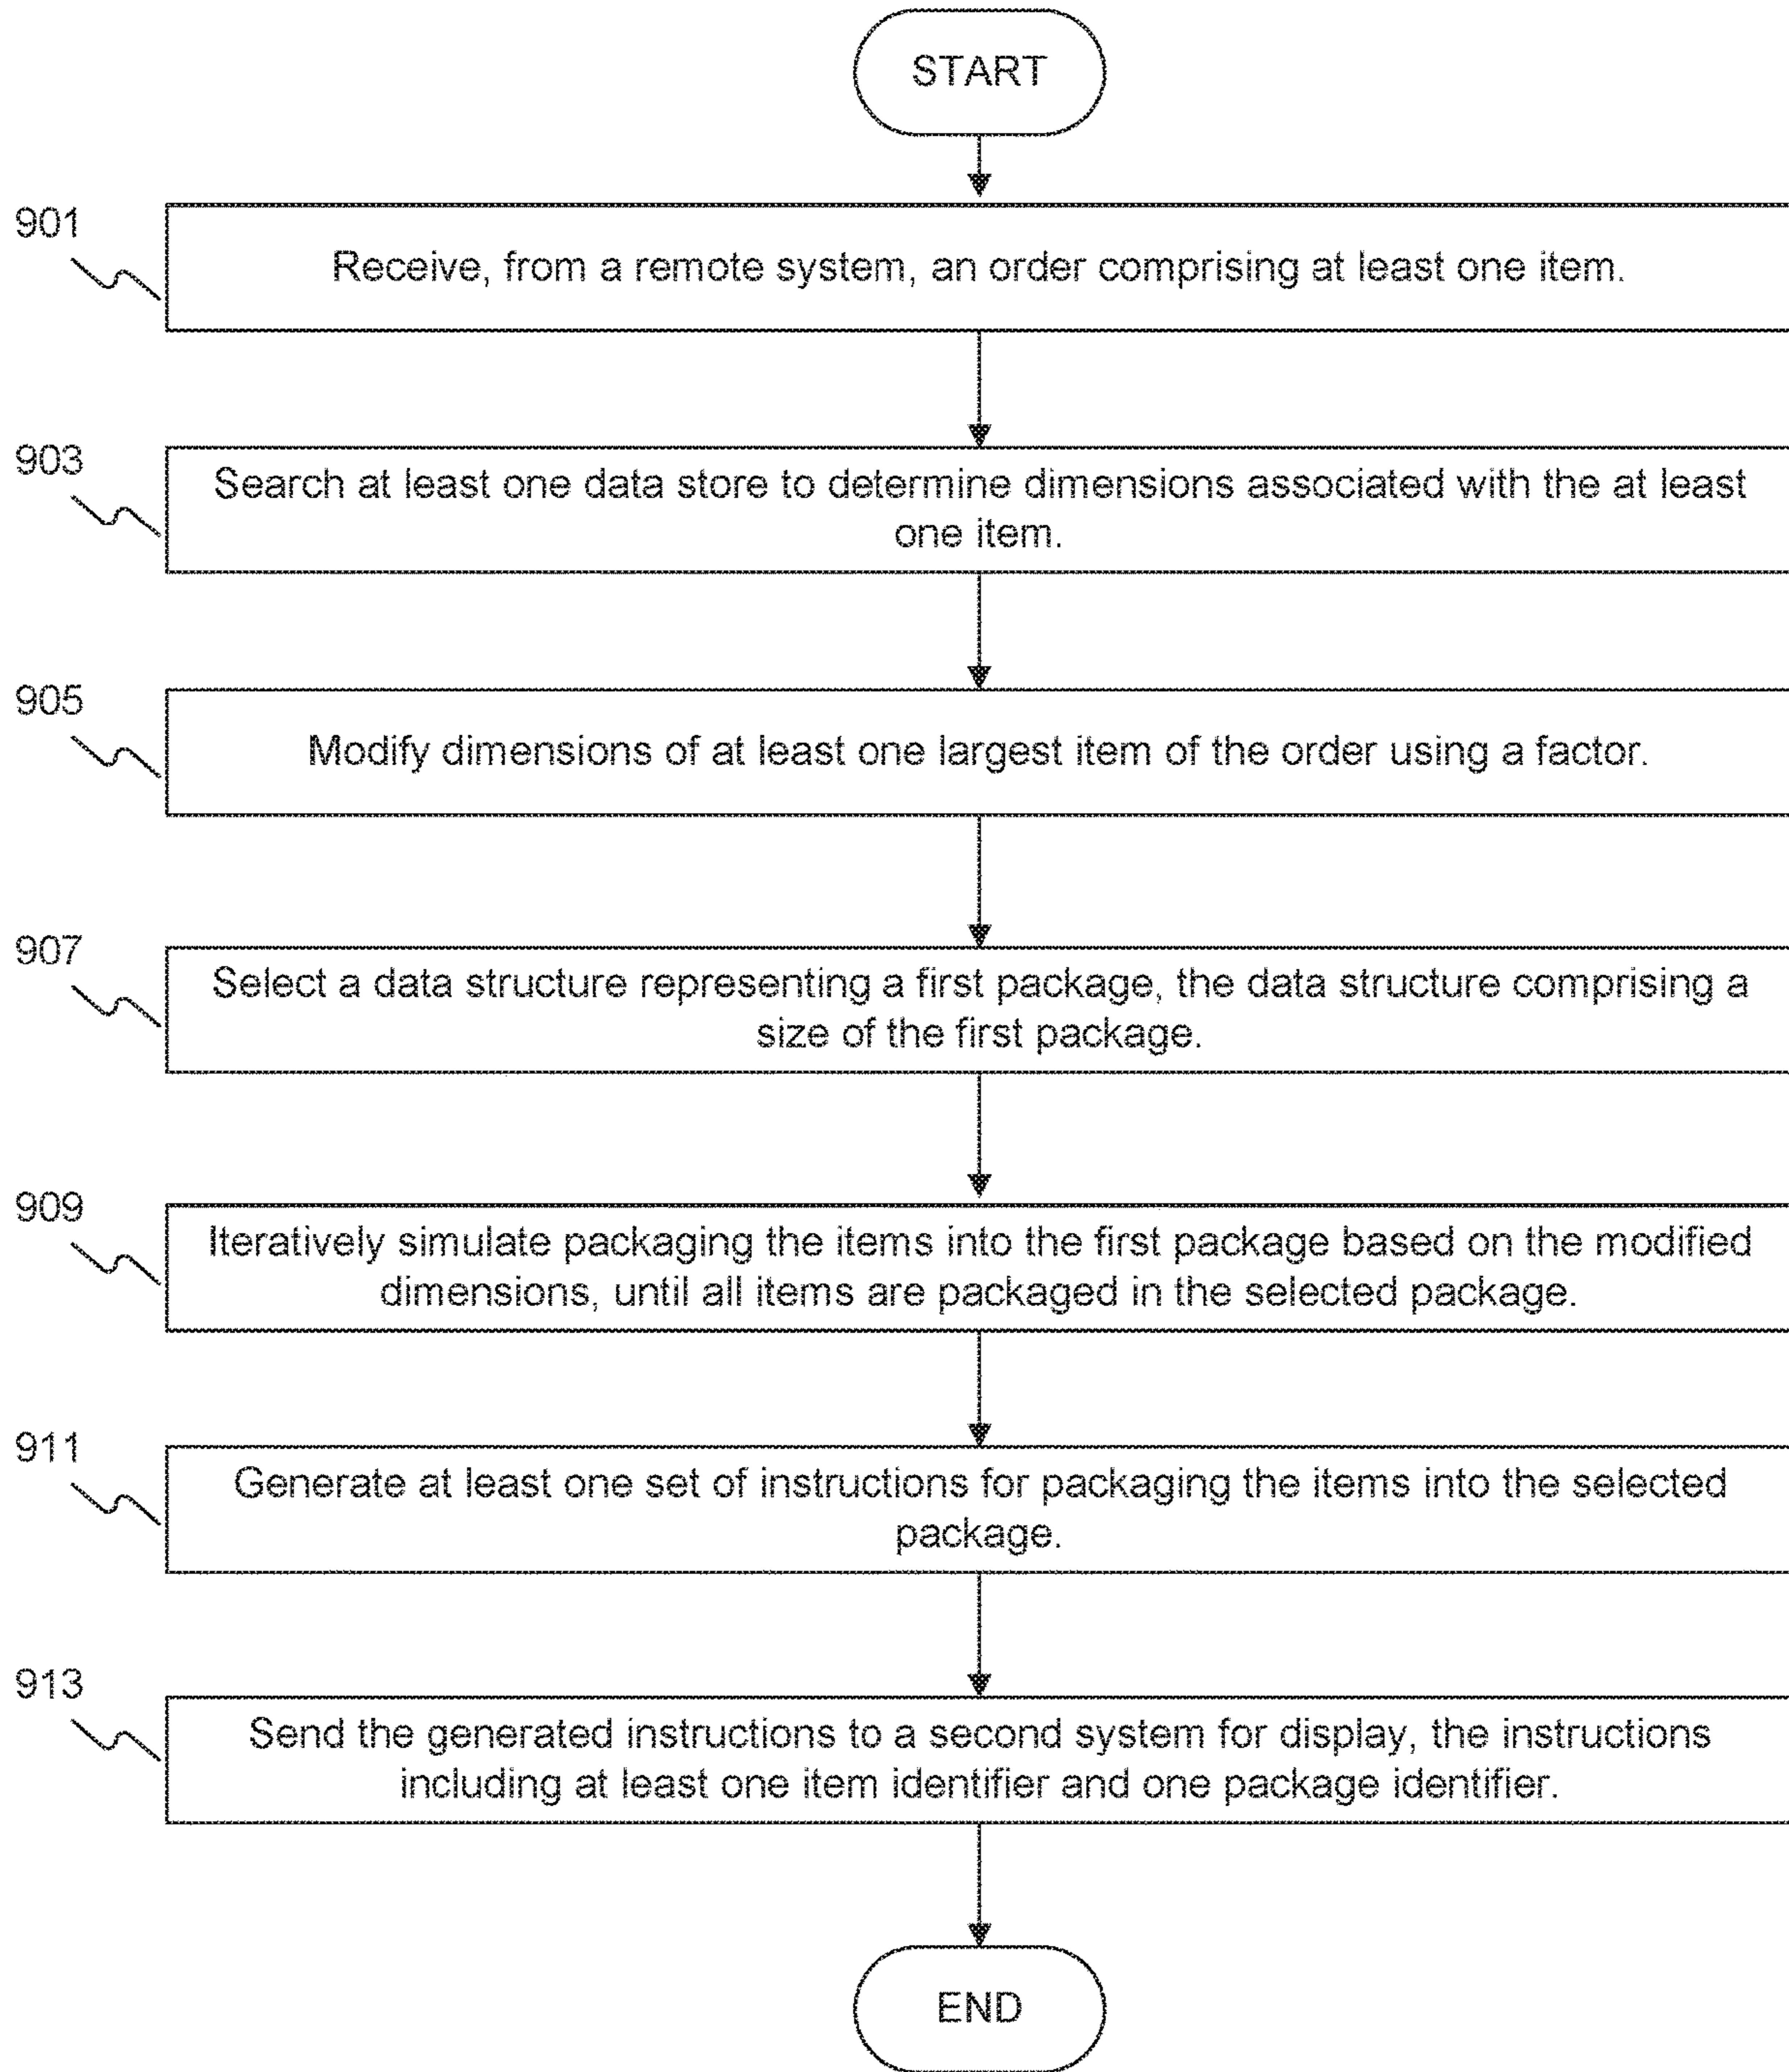 START
901
Receive, from a remote system, an order comprising at least one item.
903
Search at least one data store to determine dimensions associated with the at least
one item.
905
Modify dimensions of at least one largest item of the order using a factor.
907
Select a data structure representing a first package, the data structure comprising a
size of the first package.
909
Iteratively simulate packaging the items into the first package based on the modified
dimensions, until all items are packaged in the selected package.
911
Generate at least one set of instructions for packaging the items into the selected
package.
913
Send the generated instructions to a second system for display, the instructions
including at least one item identifier and one package identifier.
END